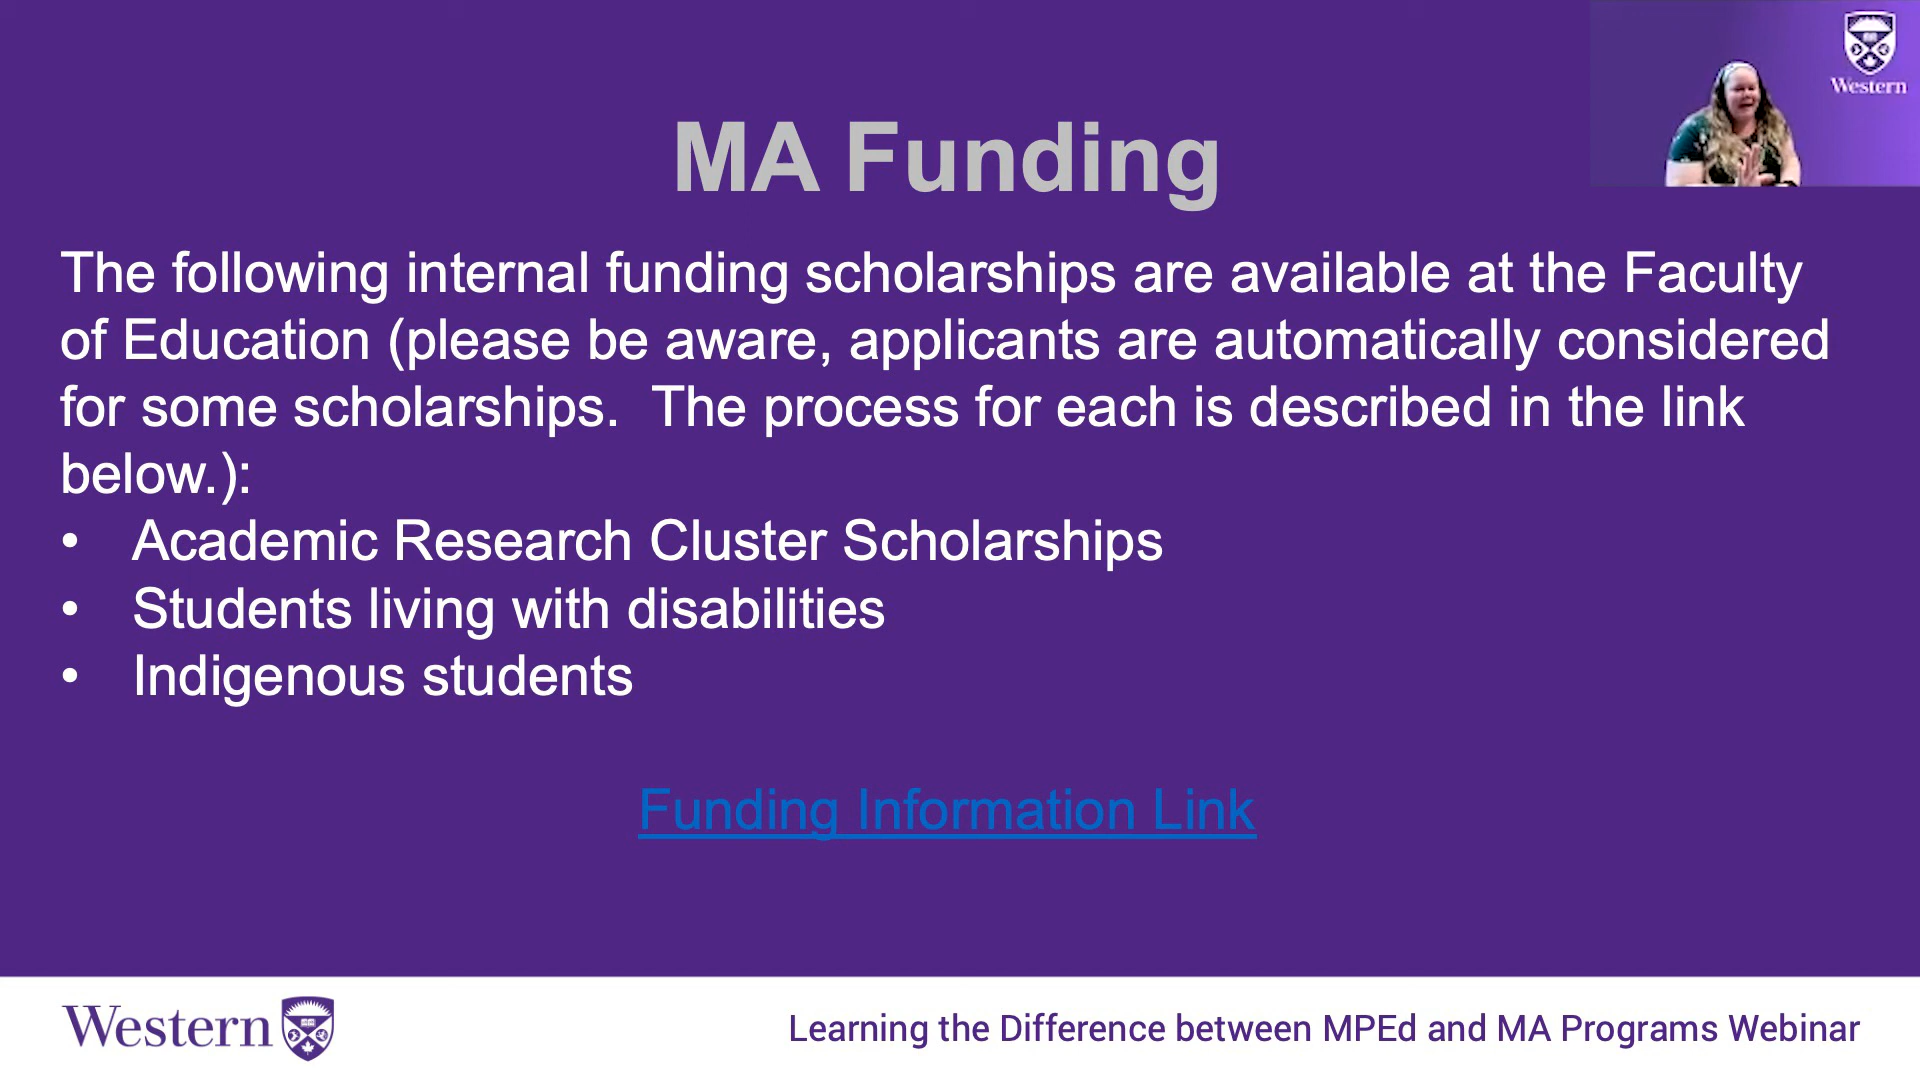 Western
MA Funding
The following internal funding scholarships are available at the Faculty
of Education (please be aware, applicants are automatically considered
for some scholarships.  The process for each is described in the link
below.):
• Academic Research Cluster Scholarships
• Students living with disabilities
• Indigenous students
Funding Information Link
Western
Learning the Difference between MPEd and MA Programs Webinar